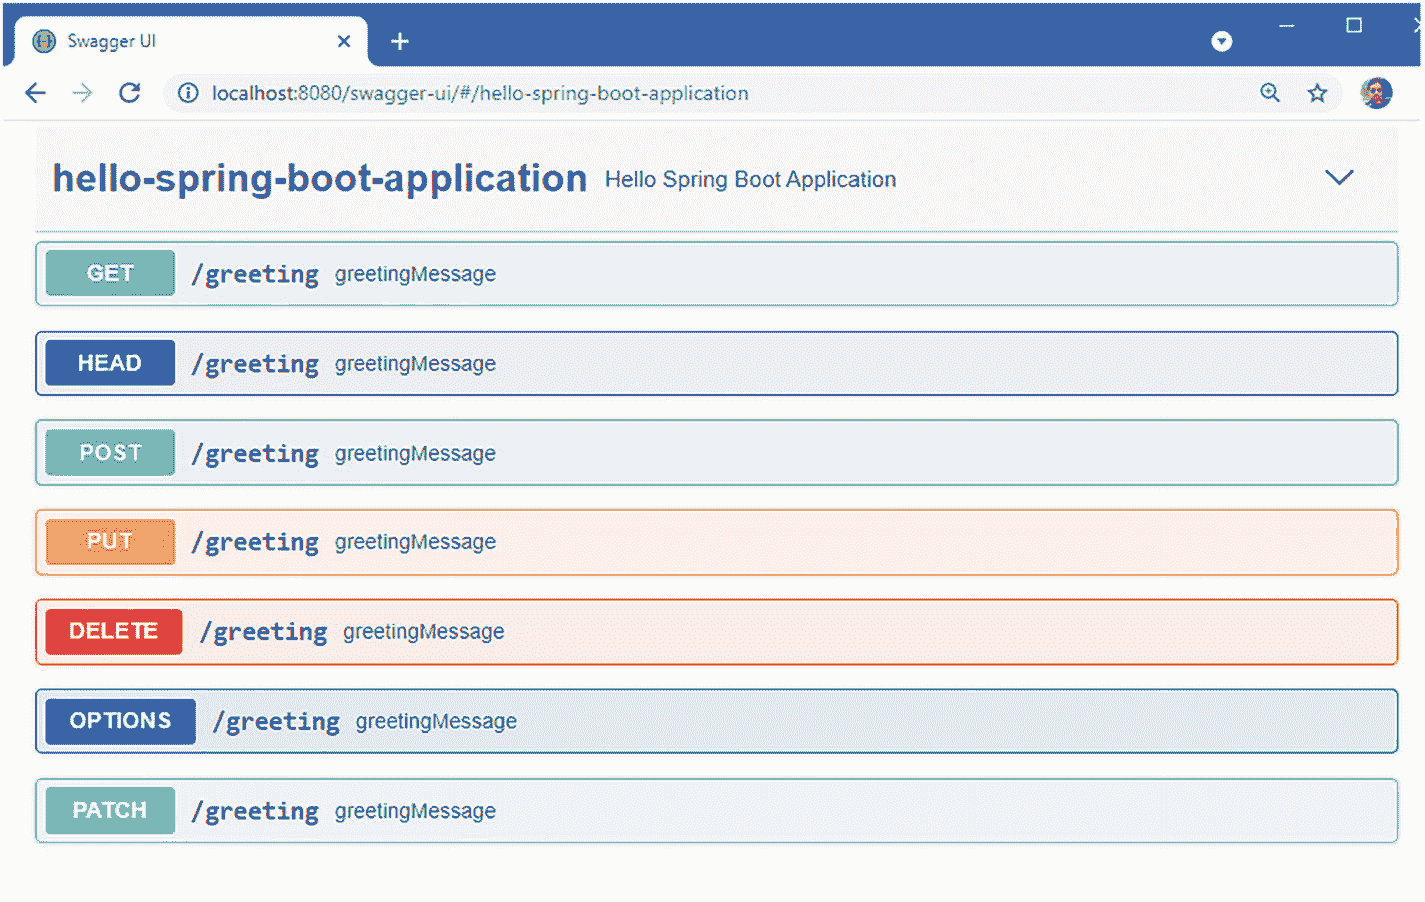 Swagger UI
localhost:8080/swagger-ui/#/hello-spring-boot-application
hello-spring-boot-application Hello Spring Boot Application
GET /greeting greetingMessage
HEAD /greeting greetingMessage
POST /greeting greetingMessage
PUT /greeting greetingMessage
DELETE /greeting greetingMessage
OPTIONS /greeting greetingMessage
PATCH /greeting greetingMessage